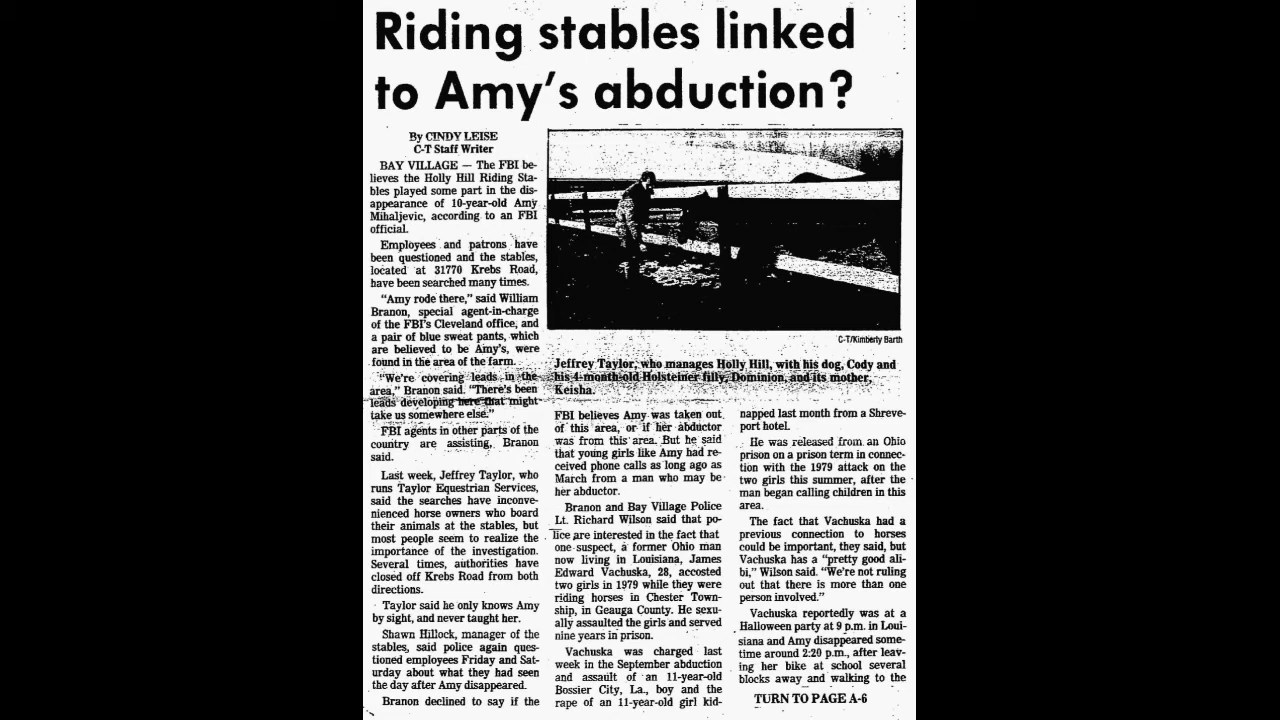 Riding stables linked
to Amy's abduction?
By CINDY LEISE
C-T Staff Writer
BAY VILLAGE — The FBI be-
lieves the Holly Hill Riding Sta-
bles played some part in the dis-
appearance of 10-year-old Amy
Mihaljevic, according to an FBI
official.
Employees and patrons have
been questioned and the stables,
located at 31770 Krebs Road,
have been searched many times.
"Amy rode there," said William
Branon, special agent-in-charge
of the FBI's Cleveland office, and
a pair of blue sweat pants, which
are believed to be Amy's, were
found in the area of the farm.
"We're covering leads in the
area," Branon said. "There's been
leads developing here that might
take us somewhere else."
FBI agents in other parts of the
country are assisting, Branon
said.
Last week, Jeffrey Taylor, who
runs Taylor Equestrian Services,
said the searches have inconve-
nienced horse owners who board
their animals at the stables, but
most people seem to realize the
importance of the investigation.
Several times, authorities have
closed off Krebs Road from both
directions.
Taylor said he only knows Amy
by sight, and never taught her.
Shawn Hillock, manager of the
stables, said police again ques-
tioned employees Friday and Sat-
urday about what they had seen
the day after Amy disappeared.
Branon declined to say if the
C-T/Kimberly Barth
Jeffrey Taylor, who manages Holly Hill, with his dog, Cody and
his 4-month-old Holsteiner filly, Dominion, and its mother,
Keisha.
FBI believes Amy was taken out
of this area, or if her abductor
was from this area. But he said
that young girls like Amy had re-
ceived phone calls as long ago as
March from a man who may be
her abductor.
Branon and Bay Village Police
Lt. Richard Wilson said that po-
lice are interested in the fact that
one suspect, a former Ohio man
now living in Louisiana, James
Edward Vachuska, 28, accosted
two girls in 1979 while they were
riding horses in Chester Town-
ship, in Geauga County. He sexu-
ally assaulted the girls and served
nine years in prison.
Vachuska was charged last
week in the September abduction
and assault of an 11-year-old
Bossier City, La., boy and the
rape of an 11-year-old girl kid-
napped last month from a Shreve-
port hotel.
He was released from an Ohio
prison on a prison term in connec-
tion with the 1979 attack on the
two girls this summer, after the
man began calling children in this
area.
The fact that Vachuska had a
previous connection to horses
could be important, they said, but
Vachuska has a "pretty good ali-
bi," Wilson said. "We're not ruling
out that there is more than one
person involved."
Vachuska reportedly was at a
Halloween party at 9 p.m. in Loui-
siana and Amy disappeared some-
time around 2:20 p.m., after leav-
ing her bike at school several
blocks away and walking to the
TURN TO PAGE A-6